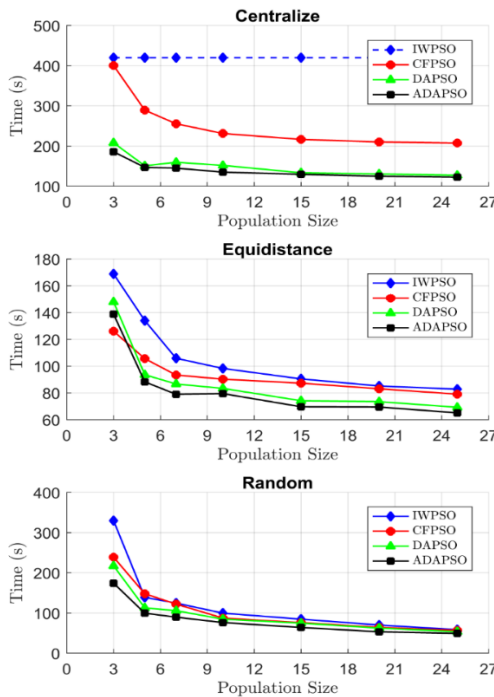 Centralize
Time (s)
500
400
300
200
100
0 3 6 9 12 15 18 21 24 27
Population Size
IWPSO
CFPSO
DAPSO
ADAPSO
Equidistance
Time (s)
180
160
140
120
100
80
60
0 3 6 9 12 15 18 21 24 27
Population Size
IWPSO
CFPSO
DAPSO
ADAPSO
Random
Time (s)
400
300
200
100
0
0 3 6 9 12 15 18 21 24 27
Population Size
IWPSO
CFPSO
DAPSO
ADAPSO